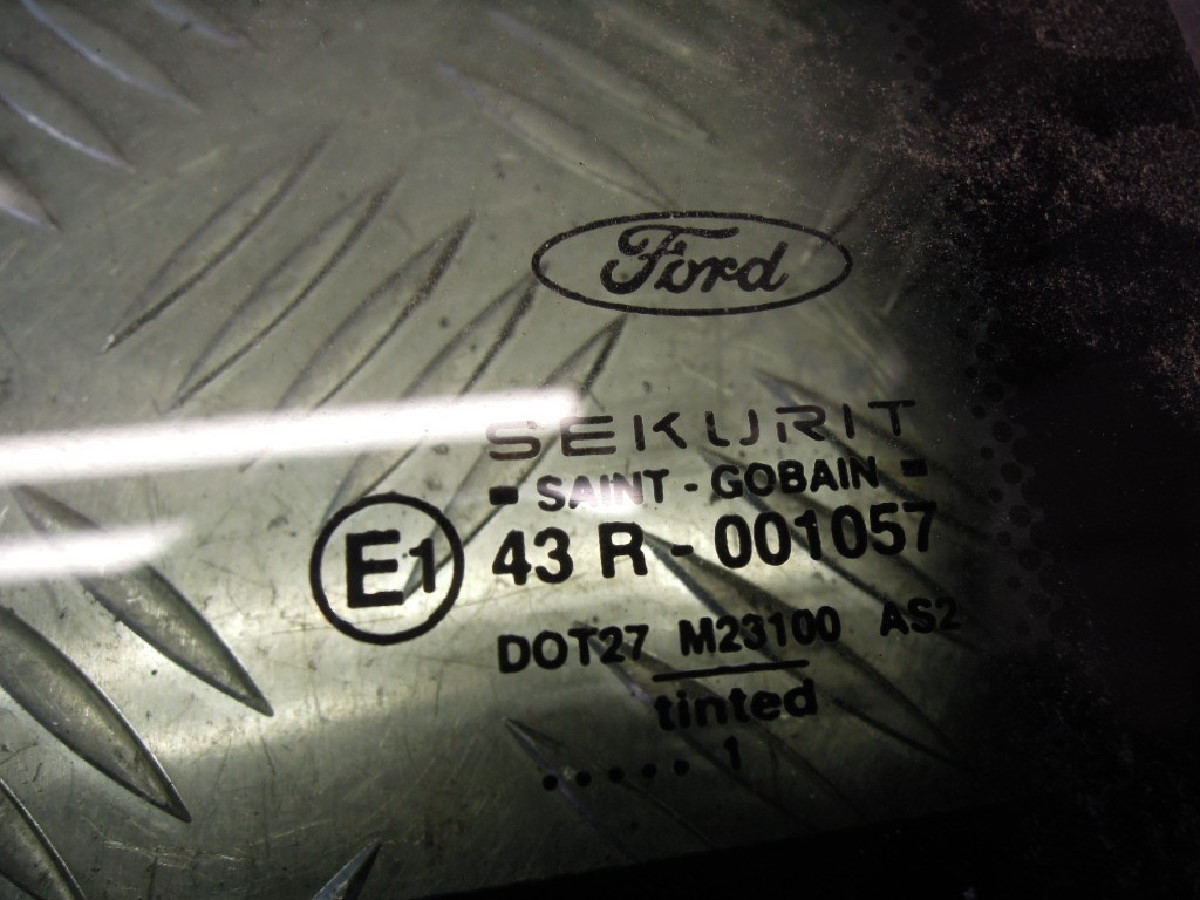 Ford
SEKURIT
- SAINT - GOBAIN -
E1 43 R - 001057
DOT27 M23100 AS2
tinted
. . . . . 1